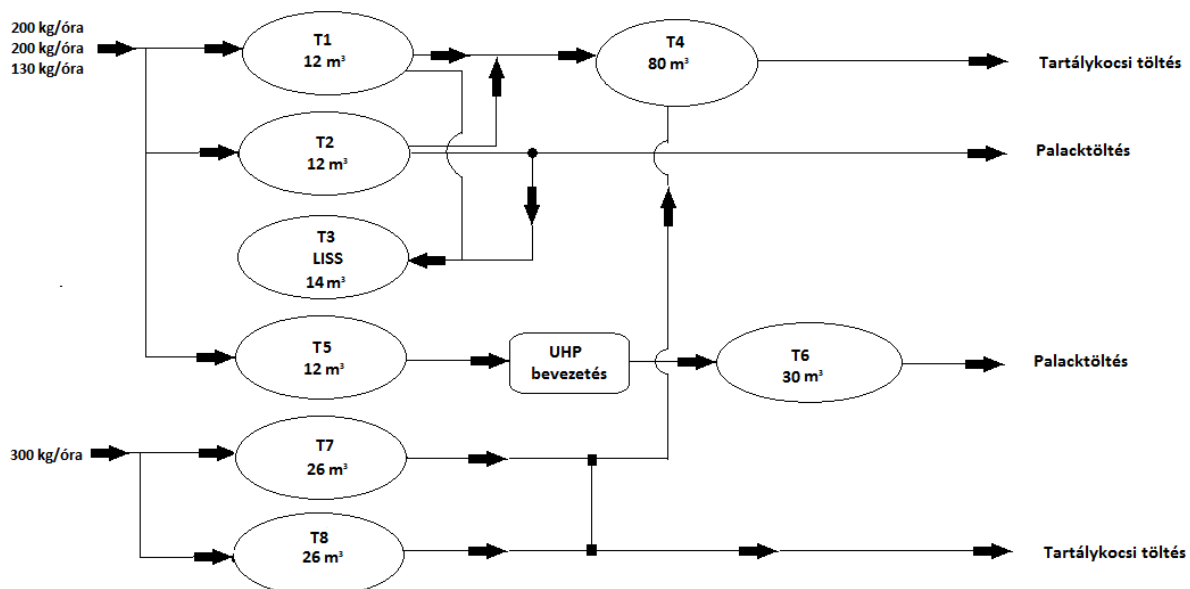 200 kg/óra
200 kg/óra
130 kg/óra
T1
12 m³
T4
80 m³
Tartálykocsi töltés
T2
12 m³
Palacktöltés
T3
LISS
14 m³
T5
12 m³
UHP
bevezetés
T6
30 m³
Palacktöltés
300 kg/óra
T7
26 m³
T8
26 m³
Tartálykocsi töltés